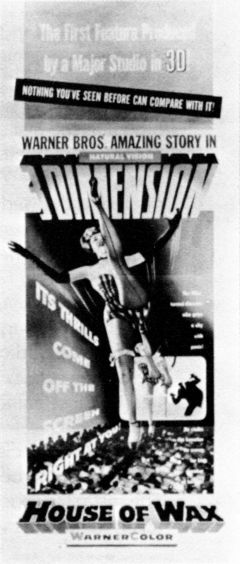 The First Feature Produced
by a Major Studio in 3D
NOTHING YOU'VE SEEN BEFORE CAN COMPARE WITH IT!
WARNER BROS. AMAZING STORY IN
NATURAL VISION
3 DIMENSION
ITS THRILLS
COME
OFF THE
SCREEN
RIGHT AT YOU!
HOUSE OF WAX
WARNERCOLOR